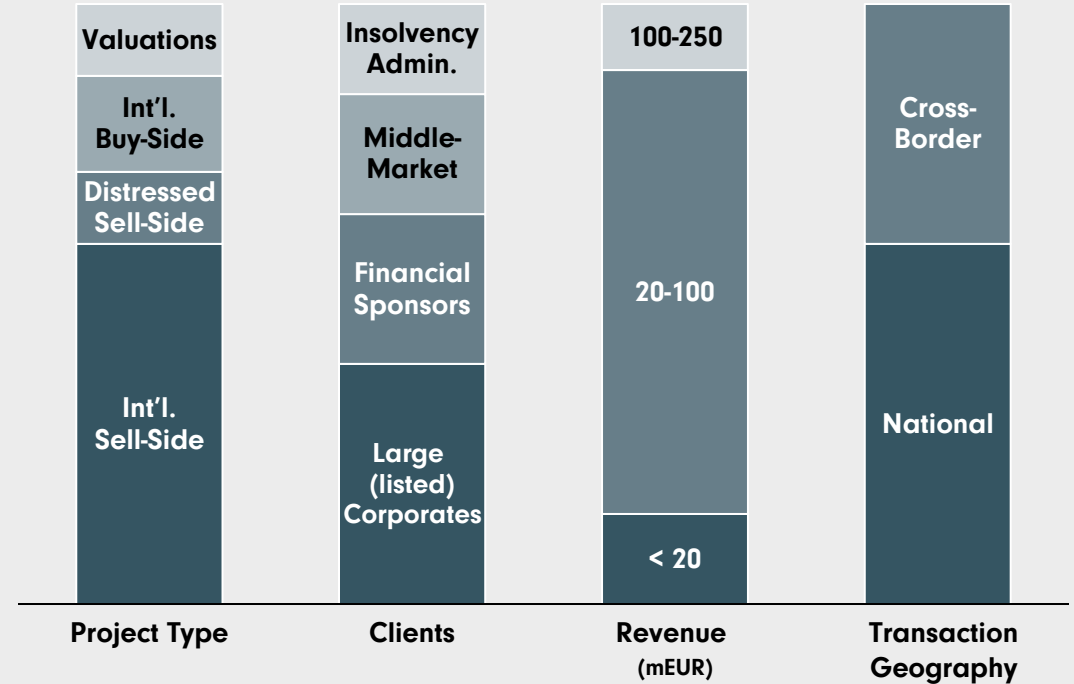 Valuations
Int'l.
Buy-Side
Distressed
Sell-Side
Int'l.
Sell-Side
Project Type
Insolvency
Admin.
Middle-
Market
Financial
Sponsors
Large
(listed)
Corporates
Clients
100-250
20-100
< 20
Revenue
(mEUR)
Cross-
Border
National
Transaction
Geography